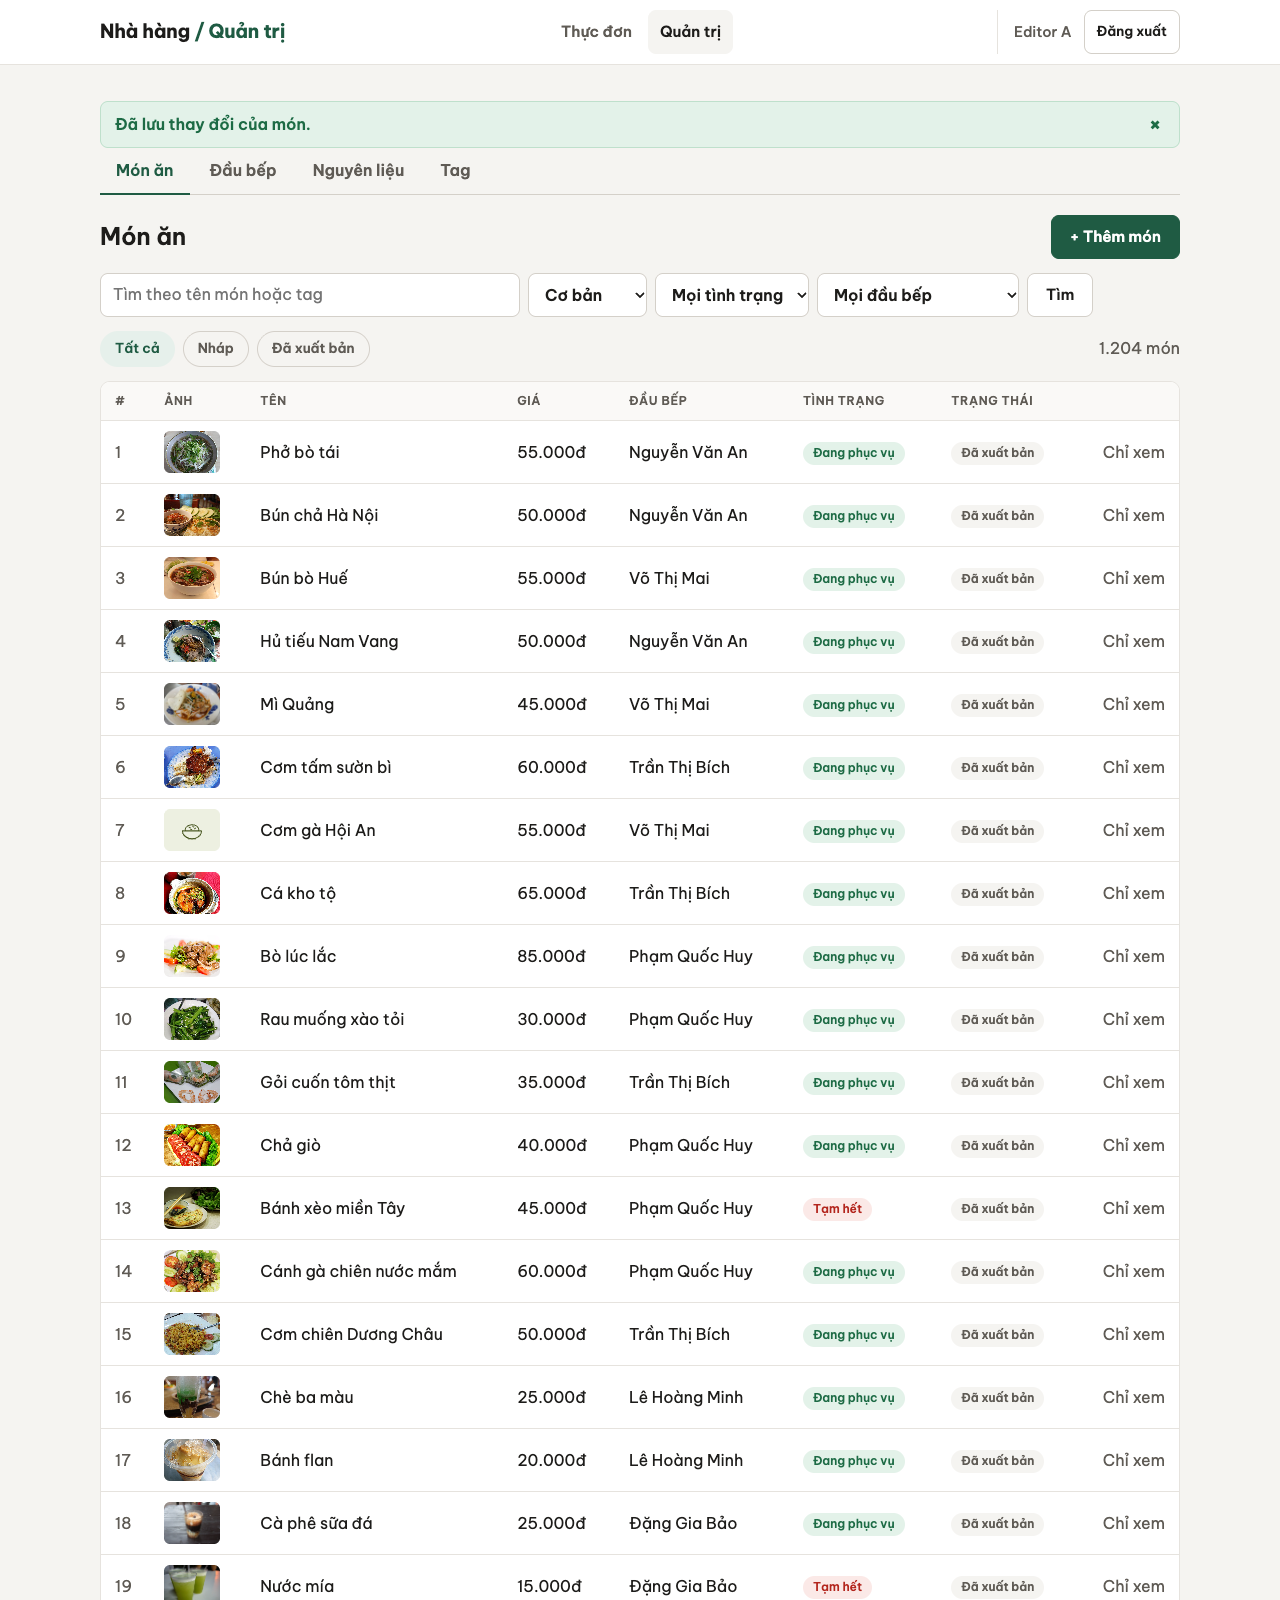 Nhà hàng / Quản trị
Thực đơn
Quản trị
Editor A
Đăng xuất
Đã lưu thay đổi của món.
×
Món ăn
Đầu bếp
Nguyên liệu
Tag
Món ăn
+ Thêm món
Tìm theo tên món hoặc tag
Cơ bản
Mọi tình trạng
Mọi đầu bếp
Tìm
Tất cả
Nháp
Đã xuất bản
1.204 món
# ẢNH TÊN GIÁ ĐẦU BẾP TÌNH TRẠNG TRẠNG THÁI
1 Phở bò tái 55.000đ Nguyễn Văn An Đang phục vụ Đã xuất bản Chỉ xem
2 Bún chả Hà Nội 50.000đ Nguyễn Văn An Đang phục vụ Đã xuất bản Chỉ xem
3 Bún bò Huế 55.000đ Võ Thị Mai Đang phục vụ Đã xuất bản Chỉ xem
4 Hủ tiếu Nam Vang 50.000đ Nguyễn Văn An Đang phục vụ Đã xuất bản Chỉ xem
5 Mì Quảng 45.000đ Võ Thị Mai Đang phục vụ Đã xuất bản Chỉ xem
6 Cơm tấm sườn bì 60.000đ Trần Thị Bích Đang phục vụ Đã xuất bản Chỉ xem
7 Cơm gà Hội An 55.000đ Võ Thị Mai Đang phục vụ Đã xuất bản Chỉ xem
8 Cá kho tộ 65.000đ Trần Thị Bích Đang phục vụ Đã xuất bản Chỉ xem
9 Bò lúc lắc 85.000đ Phạm Quốc Huy Đang phục vụ Đã xuất bản Chỉ xem
10 Rau muống xào tỏi 30.000đ Phạm Quốc Huy Đang phục vụ Đã xuất bản Chỉ xem
11 Gỏi cuốn tôm thịt 35.000đ Trần Thị Bích Đang phục vụ Đã xuất bản Chỉ xem
12 Chả giò 40.000đ Phạm Quốc Huy Đang phục vụ Đã xuất bản Chỉ xem
13 Bánh xèo miền Tây 45.000đ Phạm Quốc Huy Tạm hết Đã xuất bản Chỉ xem
14 Cánh gà chiên nước mắm 60.000đ Phạm Quốc Huy Đang phục vụ Đã xuất bản Chỉ xem
15 Cơm chiên Dương Châu 50.000đ Trần Thị Bích Đang phục vụ Đã xuất bản Chỉ xem
16 Chè ba màu 25.000đ Lê Hoàng Minh Đang phục vụ Đã xuất bản Chỉ xem
17 Bánh flan 20.000đ Lê Hoàng Minh Đang phục vụ Đã xuất bản Chỉ xem
18 Cà phê sữa đá 25.000đ Đặng Gia Bảo Đang phục vụ Đã xuất bản Chỉ xem
19 Nước mía 15.000đ Đặng Gia Bảo Tạm hết Đã xuất bản Chỉ xem